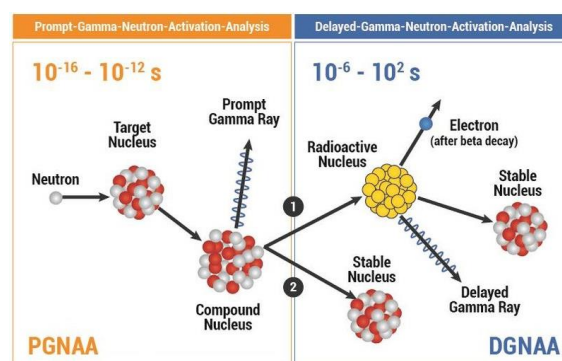 Prompt-Gamma-Neutron-Activation-Analysis
Delayed-Gamma-Neutron-Activation-Analysis
10⁻¹⁶ - 10⁻¹² s
10⁻⁶ - 10² s
Prompt
Gamma Ray
Target
Nucleus
Neutron
Compound
Nucleus
1
2
Radioactive
Nucleus
Electron
(after beta decay)
Stable
Nucleus
Stable
Nucleus
Delayed
Gamma Ray
PGNAA
DGNAA